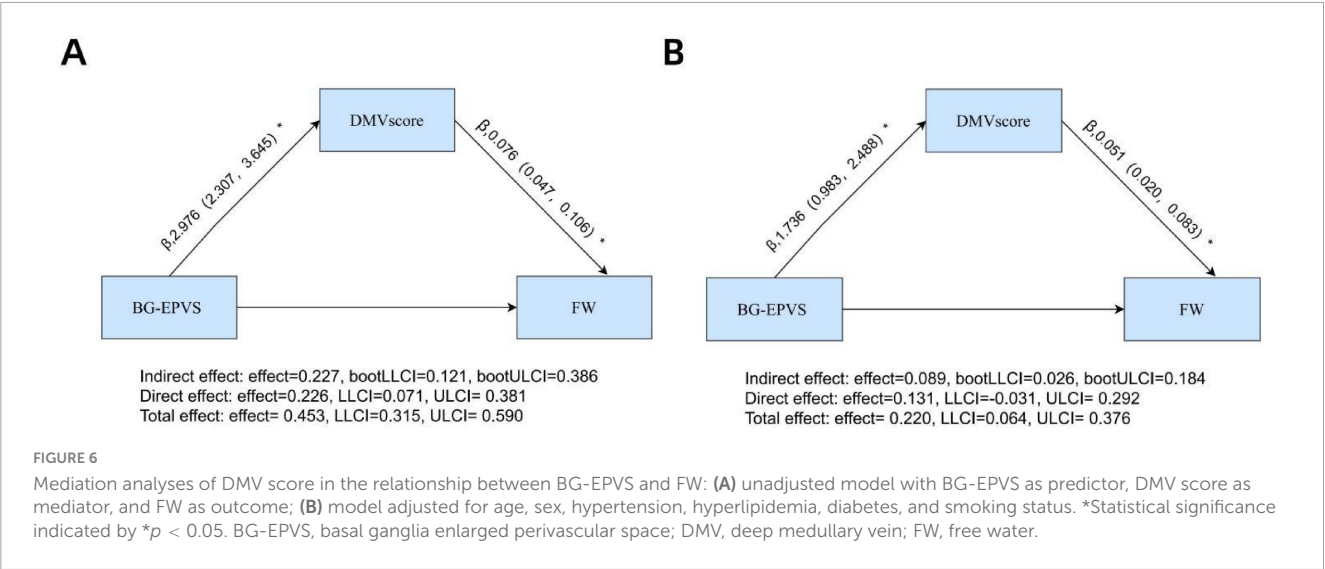 A
DMVscore
β,2.976 (2.307, 3.645) *
β,0.076 (0.047, 0.106) *
BG-EPVS
FW
Indirect effect: effect=0.227, bootLLCI=0.121, bootULCI=0.386
Direct effect: effect=0.226, LLCI=0.071, ULCI= 0.381
Total effect: effect= 0.453, LLCI=0.315, ULCI= 0.590
B
DMVscore
β,1.736 (0.983, 2.488) *
β,0.051 (0.020, 0.083) *
BG-EPVS
FW
Indirect effect: effect=0.089, bootLLCI=0.026, bootULCI=0.184
Direct effect: effect=0.131, LLCI=-0.031, ULCI= 0.292
Total effect: effect= 0.220, LLCI=0.064, ULCI= 0.376
FIGURE 6
Mediation analyses of DMV score in the relationship between BG-EPVS and FW: (A) unadjusted model with BG-EPVS as predictor, DMV score as
mediator, and FW as outcome; (B) model adjusted for age, sex, hypertension, hyperlipidemia, diabetes, and smoking status. *Statistical significance
indicated by *p < 0.05. BG-EPVS, basal ganglia enlarged perivascular space; DMV, deep medullary vein; FW, free water.